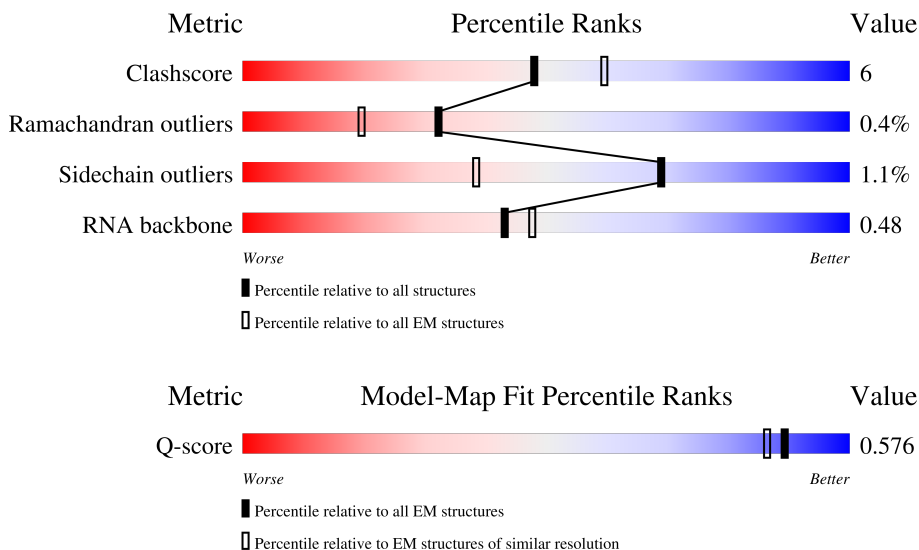 Metric Percentile Ranks Value
Clashscore 6
Ramachandran outliers 0.4%
Sidechain outliers 1.1%
RNA backbone 0.48
Worse Better
Percentile relative to all structures
Percentile relative to all EM structures
Metric Model-Map Fit Percentile Ranks Value
Q-score 0.576
Worse Better
Percentile relative to all EM structures
Percentile relative to EM structures of similar resolution